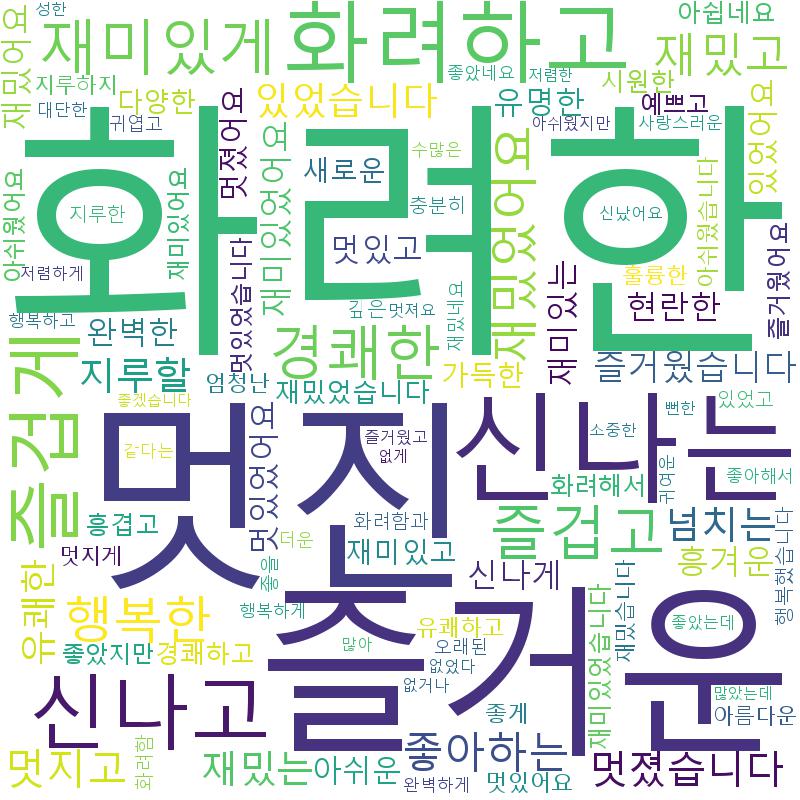 성한
재미있게
화려하고
아쉽네요
재밌었어요
재밌고
지루하지
좋았네요
저렴한
시원한
다양한
있었습니다
유명한
예쁘고
대단한
귀엽고
멋졌어요
아쉬웠지만
사랑스러운
있었어요
화려한
재미있었어요
수많은
새로운
재밌었어요
지루한
충분히
신났어요
아쉬웠습니다
아쉬웠어요
재미있어요
멋있고
즐거웠어요
저렴하게
멋있었습니다
훌륭한
재미있는
깊은
멋져요
재밌네요
현란한
행복하고
완벽한
경쾌한
즐겁게
지루할
엄청난
재밌었습니다
가득한
즐거웠습니다
좋겠습니다
멋진
신나는
있었고
뻔한
멋있었어요
즐거웠고
없게
소중한
같다는
귀여운
좋아해서
화려해서
흥겹고
화려함과
즐겁고
넘치는
더운
재미있고
멋지게
신나게
흥겨운
좋을
유쾌한
행복한
행복하게
즐거운
재미있었습니다
재밌습니다
행복했습니다
유쾌하고
좋았는데
좋았지만
경쾌하고
많아
오래된
없었다
신나고
없거나
많았는데
좋게
아름다운
화려함
멋지고
재밌는
아쉬운
좋아하는
완벽하게
멋있어요
멋졌습니다